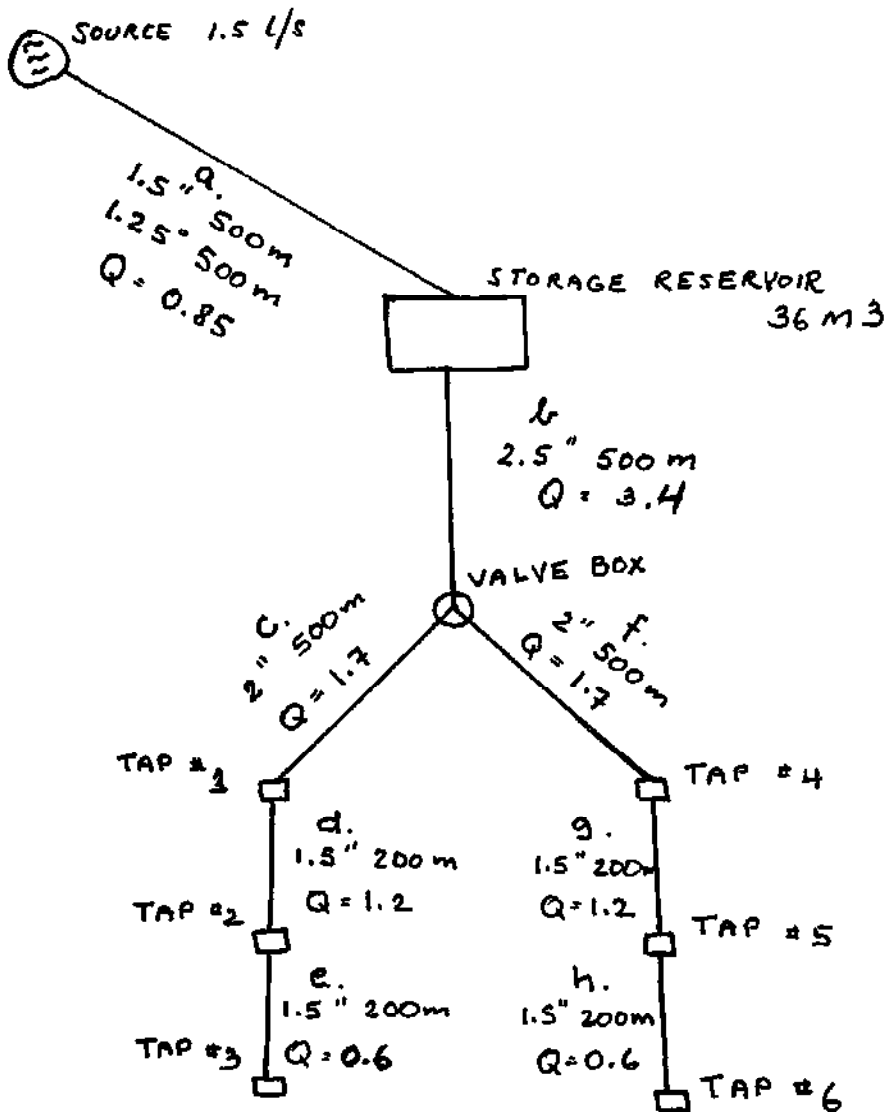 SOURCE 1.5 l/s
a.
1.5" 500m
1.25" 500m
Q = 0.85
STORAGE RESERVOIR
36 m3
b
2.5" 500 m
Q = 3.4
VALVE BOX
c.
2" 500m
Q = 1.7
f.
2" 500m
Q = 1.7
TAP #1
TAP #4
d.
1.5" 200 m
Q = 1.2
g.
1.5" 200m
Q = 1.2
TAP #2
TAP #5
e.
1.5" 200m
Q = 0.6
h.
1.5" 200m
Q = 0.6
TAP #3
TAP #6